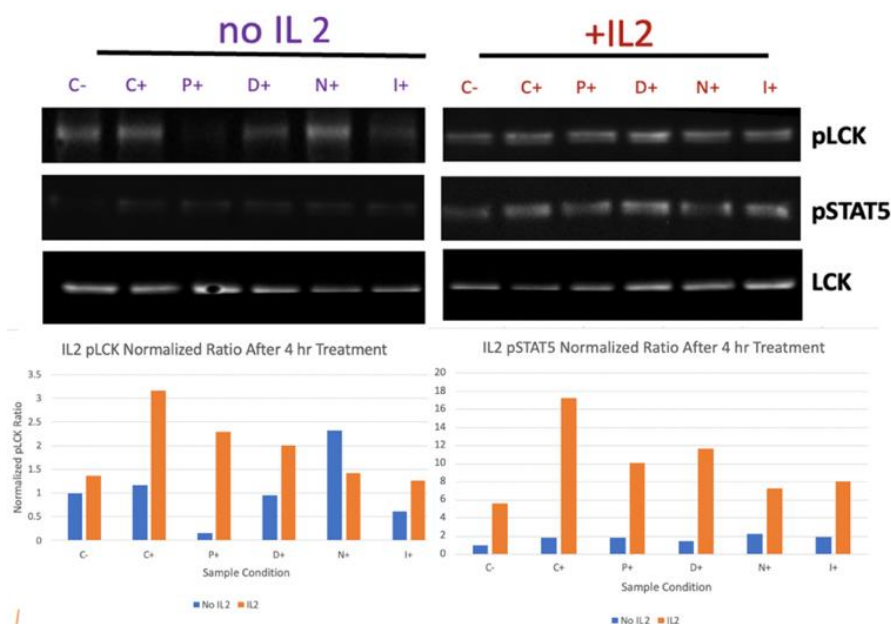 no IL 2
+IL2
C- C+ P+ D+ N+ I+
C- C+ P+ D+ N+ I+
pLCK
pSTAT5
LCK
IL2 pLCK Normalized Ratio After 4 hr Treatment
3.5
3
2.5
2
1.5
1
0.5
0
Normalized pLCK Ratio
C- C+ P+ D+ N+ I+
Sample Condition
No IL2 IL2
IL2 pSTAT5 Normalized Ratio After 4 hr Treatment
20
18
16
14
12
10
8
6
4
2
0
C- C+ P+ D+ N+ I+
Sample Condition
No IL2 IL2